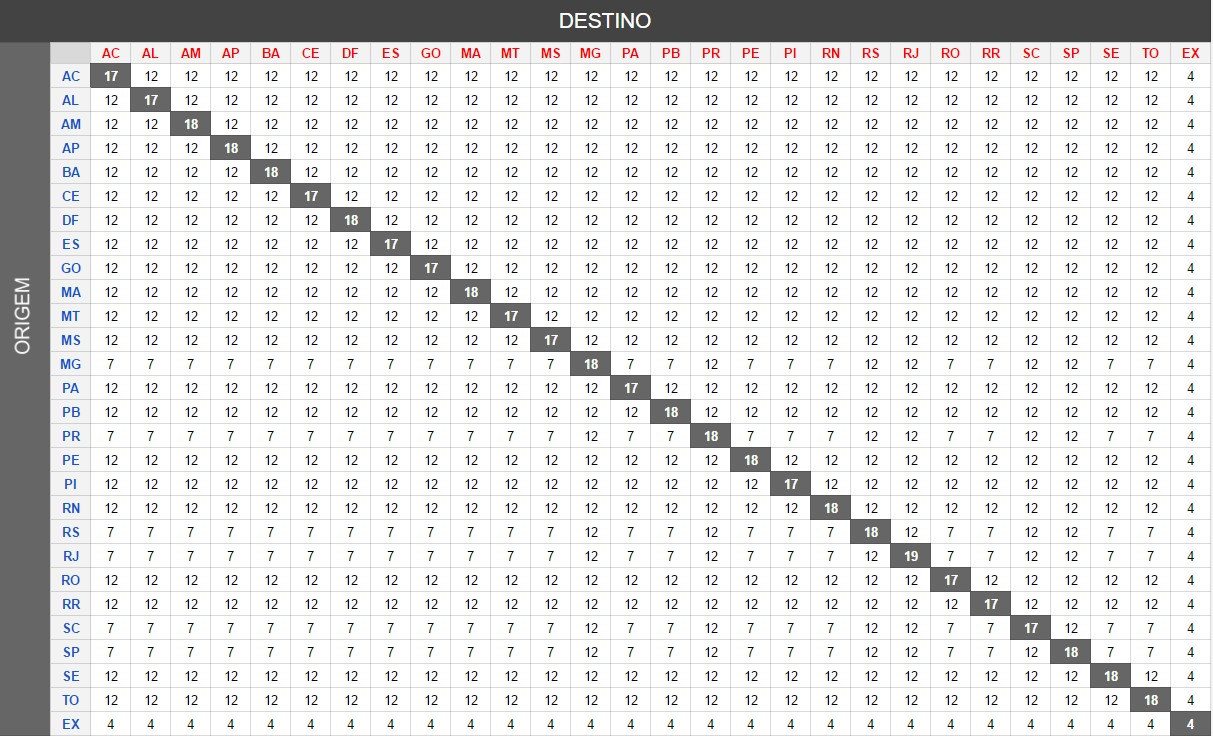 DESTINO
ORIGEM
AC AL AM AP BA CE DF ES GO MA MT MS MG PA PB PR PE PI RN RS RJ RO RR SC SP SE TO EX
AC 17 12 12 12 12 12 12 12 12 12 12 12 12 12 12 12 12 12 12 12 12 12 12 12 12 12 12 4
AL 12 17 12 12 12 12 12 12 12 12 12 12 12 12 12 12 12 12 12 12 12 12 12 12 12 12 12 4
AM 12 12 18 12 12 12 12 12 12 12 12 12 12 12 12 12 12 12 12 12 12 12 12 12 12 12 12 4
AP 12 12 12 18 12 12 12 12 12 12 12 12 12 12 12 12 12 12 12 12 12 12 12 12 12 12 12 4
BA 12 12 12 12 18 12 12 12 12 12 12 12 12 12 12 12 12 12 12 12 12 12 12 12 12 12 12 4
CE 12 12 12 12 12 17 12 12 12 12 12 12 12 12 12 12 12 12 12 12 12 12 12 12 12 12 12 4
DF 12 12 12 12 12 12 18 12 12 12 12 12 12 12 12 12 12 12 12 12 12 12 12 12 12 12 12 4
ES 12 12 12 12 12 12 12 17 12 12 12 12 12 12 12 12 12 12 12 12 12 12 12 12 12 12 12 4
GO 12 12 12 12 12 12 12 12 17 12 12 12 12 12 12 12 12 12 12 12 12 12 12 12 12 12 12 4
MA 12 12 12 12 12 12 12 12 12 18 12 12 12 12 12 12 12 12 12 12 12 12 12 12 12 12 12 4
MT 12 12 12 12 12 12 12 12 12 12 17 12 12 12 12 12 12 12 12 12 12 12 12 12 12 12 12 4
MS 12 12 12 12 12 12 12 12 12 12 12 17 12 12 12 12 12 12 12 12 12 12 12 12 12 12 12 4
MG 7 7 7 7 7 7 7 7 7 7 7 7 18 7 7 12 7 7 7 12 12 7 7 12 12 7 7 4
PA 12 12 12 12 12 12 12 12 12 12 12 12 12 17 12 12 12 12 12 12 12 12 12 12 12 12 12 4
PB 12 12 12 12 12 12 12 12 12 12 12 12 12 12 18 12 12 12 12 12 12 12 12 12 12 12 12 4
PR 7 7 7 7 7 7 7 7 7 7 7 7 12 7 7 18 7 7 7 12 12 7 7 12 12 7 7 4
PE 12 12 12 12 12 12 12 12 12 12 12 12 12 12 12 12 18 12 12 12 12 12 12 12 12 12 12 4
PI 12 12 12 12 12 12 12 12 12 12 12 12 12 12 12 12 12 17 12 12 12 12 12 12 12 12 12 4
RN 12 12 12 12 12 12 12 12 12 12 12 12 12 12 12 12 12 12 18 12 12 12 12 12 12 12 12 4
RS 7 7 7 7 7 7 7 7 7 7 7 7 12 7 7 12 7 7 7 18 12 7 7 12 12 7 7 4
RJ 7 7 7 7 7 7 7 7 7 7 7 7 12 7 7 12 7 7 7 12 19 7 7 12 12 7 7 4
RO 12 12 12 12 12 12 12 12 12 12 12 12 12 12 12 12 12 12 12 12 12 17 12 12 12 12 12 4
RR 12 12 12 12 12 12 12 12 12 12 12 12 12 12 12 12 12 12 12 12 12 12 17 12 12 12 12 4
SC 7 7 7 7 7 7 7 7 7 7 7 7 12 7 7 12 7 7 7 12 12 7 7 17 12 7 7 4
SP 7 7 7 7 7 7 7 7 7 7 7 7 12 7 7 12 7 7 7 12 12 7 7 12 18 7 7 4
SE 12 12 12 12 12 12 12 12 12 12 12 12 12 12 12 12 12 12 12 12 12 12 12 12 12 18 12 4
TO 12 12 12 12 12 12 12 12 12 12 12 12 12 12 12 12 12 12 12 12 12 12 12 12 12 12 18 4
EX 4 4 4 4 4 4 4 4 4 4 4 4 4 4 4 4 4 4 4 4 4 4 4 4 4 4 4 4